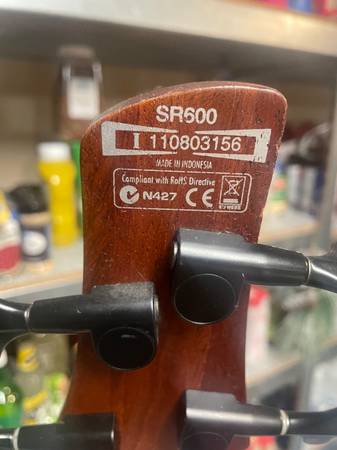 SR600
I 110803156
MADE IN INDONESIA
Compliant with RoHS Directive
N427 CE